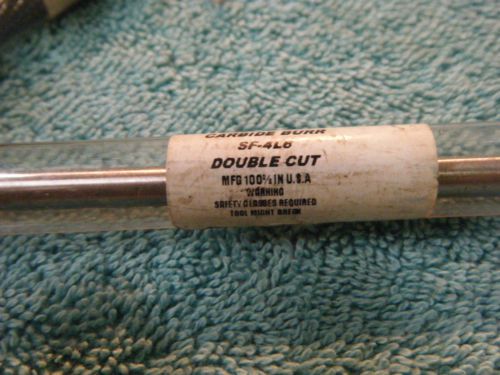 CARBIDE BURR
SF-4L6
DOUBLE CUT
MFG 100% IN U.S.A
WARNING
SAFETY GLASSES REQUIRED
TOOL MIGHT BREAK